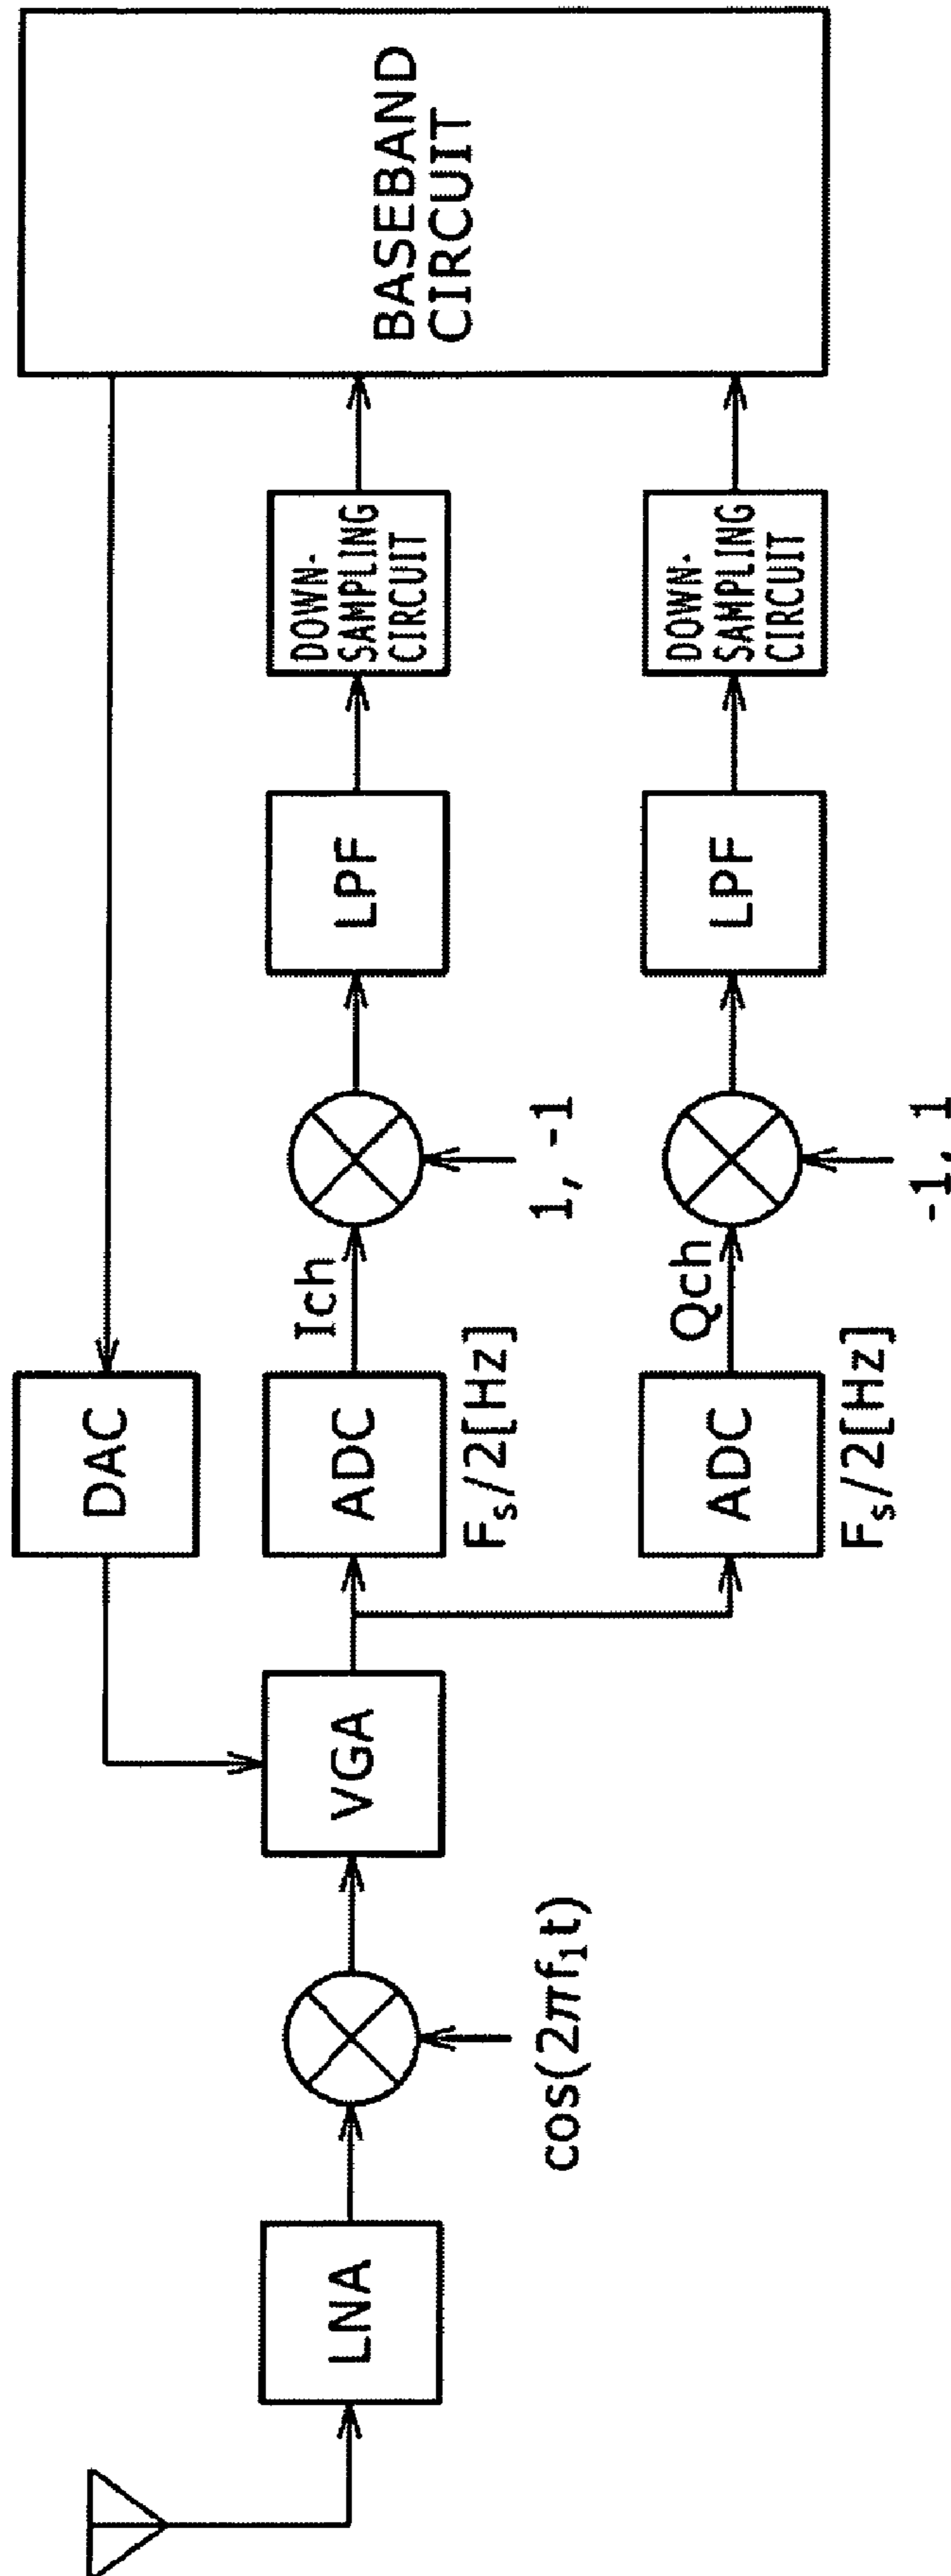 DAC
BASEBAND
CIRCUIT
LNA
cos(2πf₁t)
VGA
ADC
Fₛ/2[Hz]
Ich
1, -1
LPF
DOWN-
SAMPLING
CIRCUIT
ADC
Fₛ/2[Hz]
Qch
-1, 1
LPF
DOWN-
SAMPLING
CIRCUIT